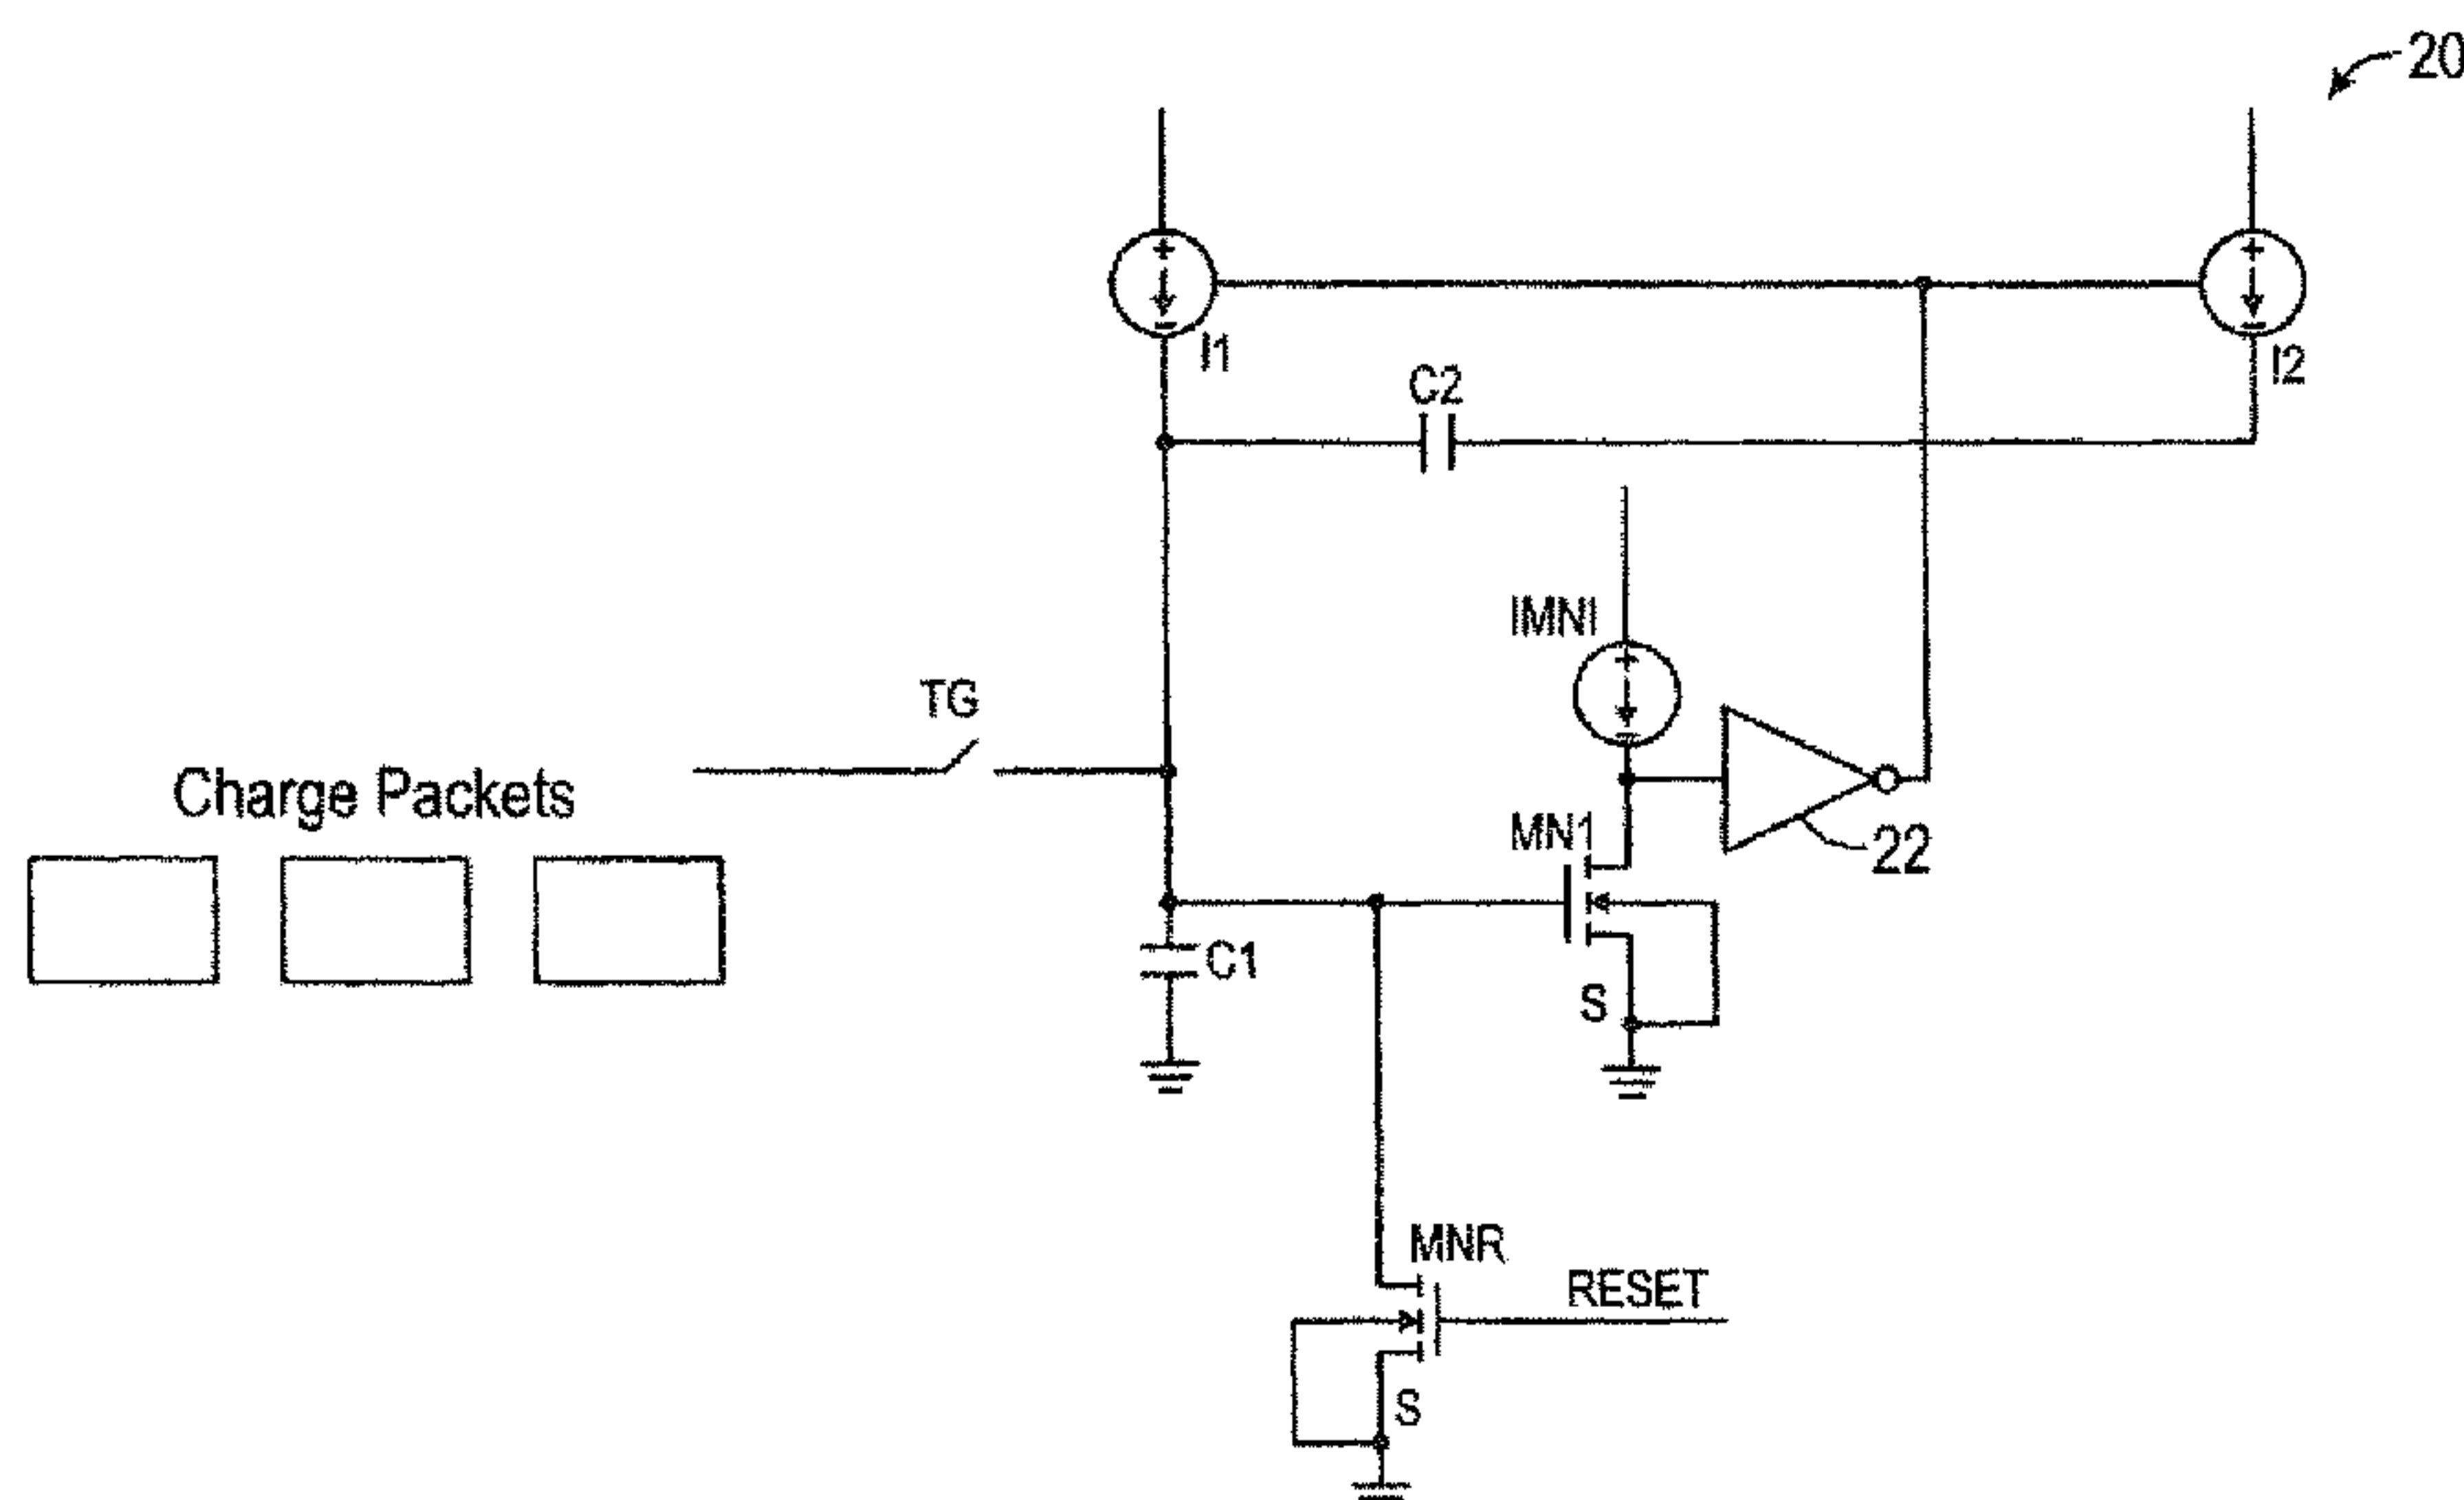 20
I1
C2
I2
IMNI
TG
Charge Packets
MN1
22
C1
S
MNR
RESET
S